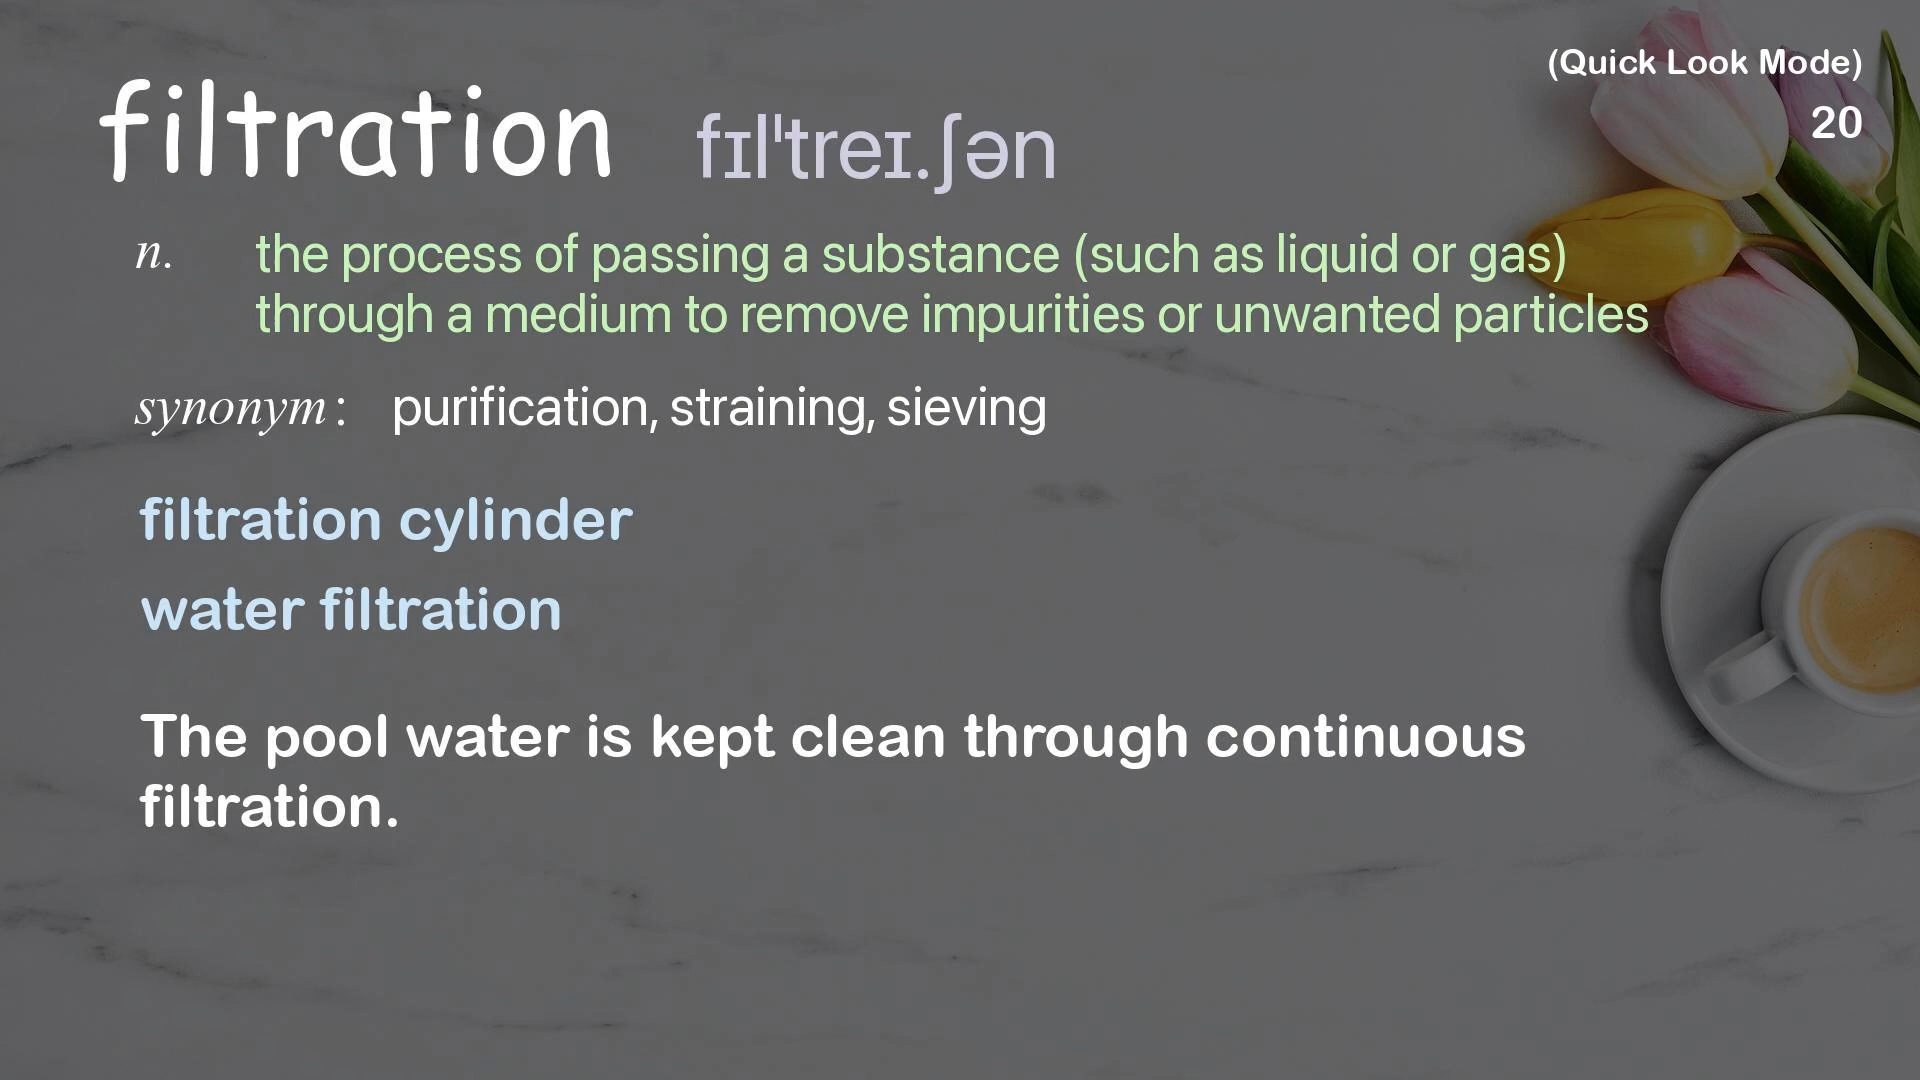 (Quick Look Mode)
20
filtration fɪlˈtreɪ.ʃən
n. the process of passing a substance (such as liquid or gas)
through a medium to remove impurities or unwanted particles
synonym: purification, straining, sieving
filtration cylinder
water filtration
The pool water is kept clean through continuous
filtration.